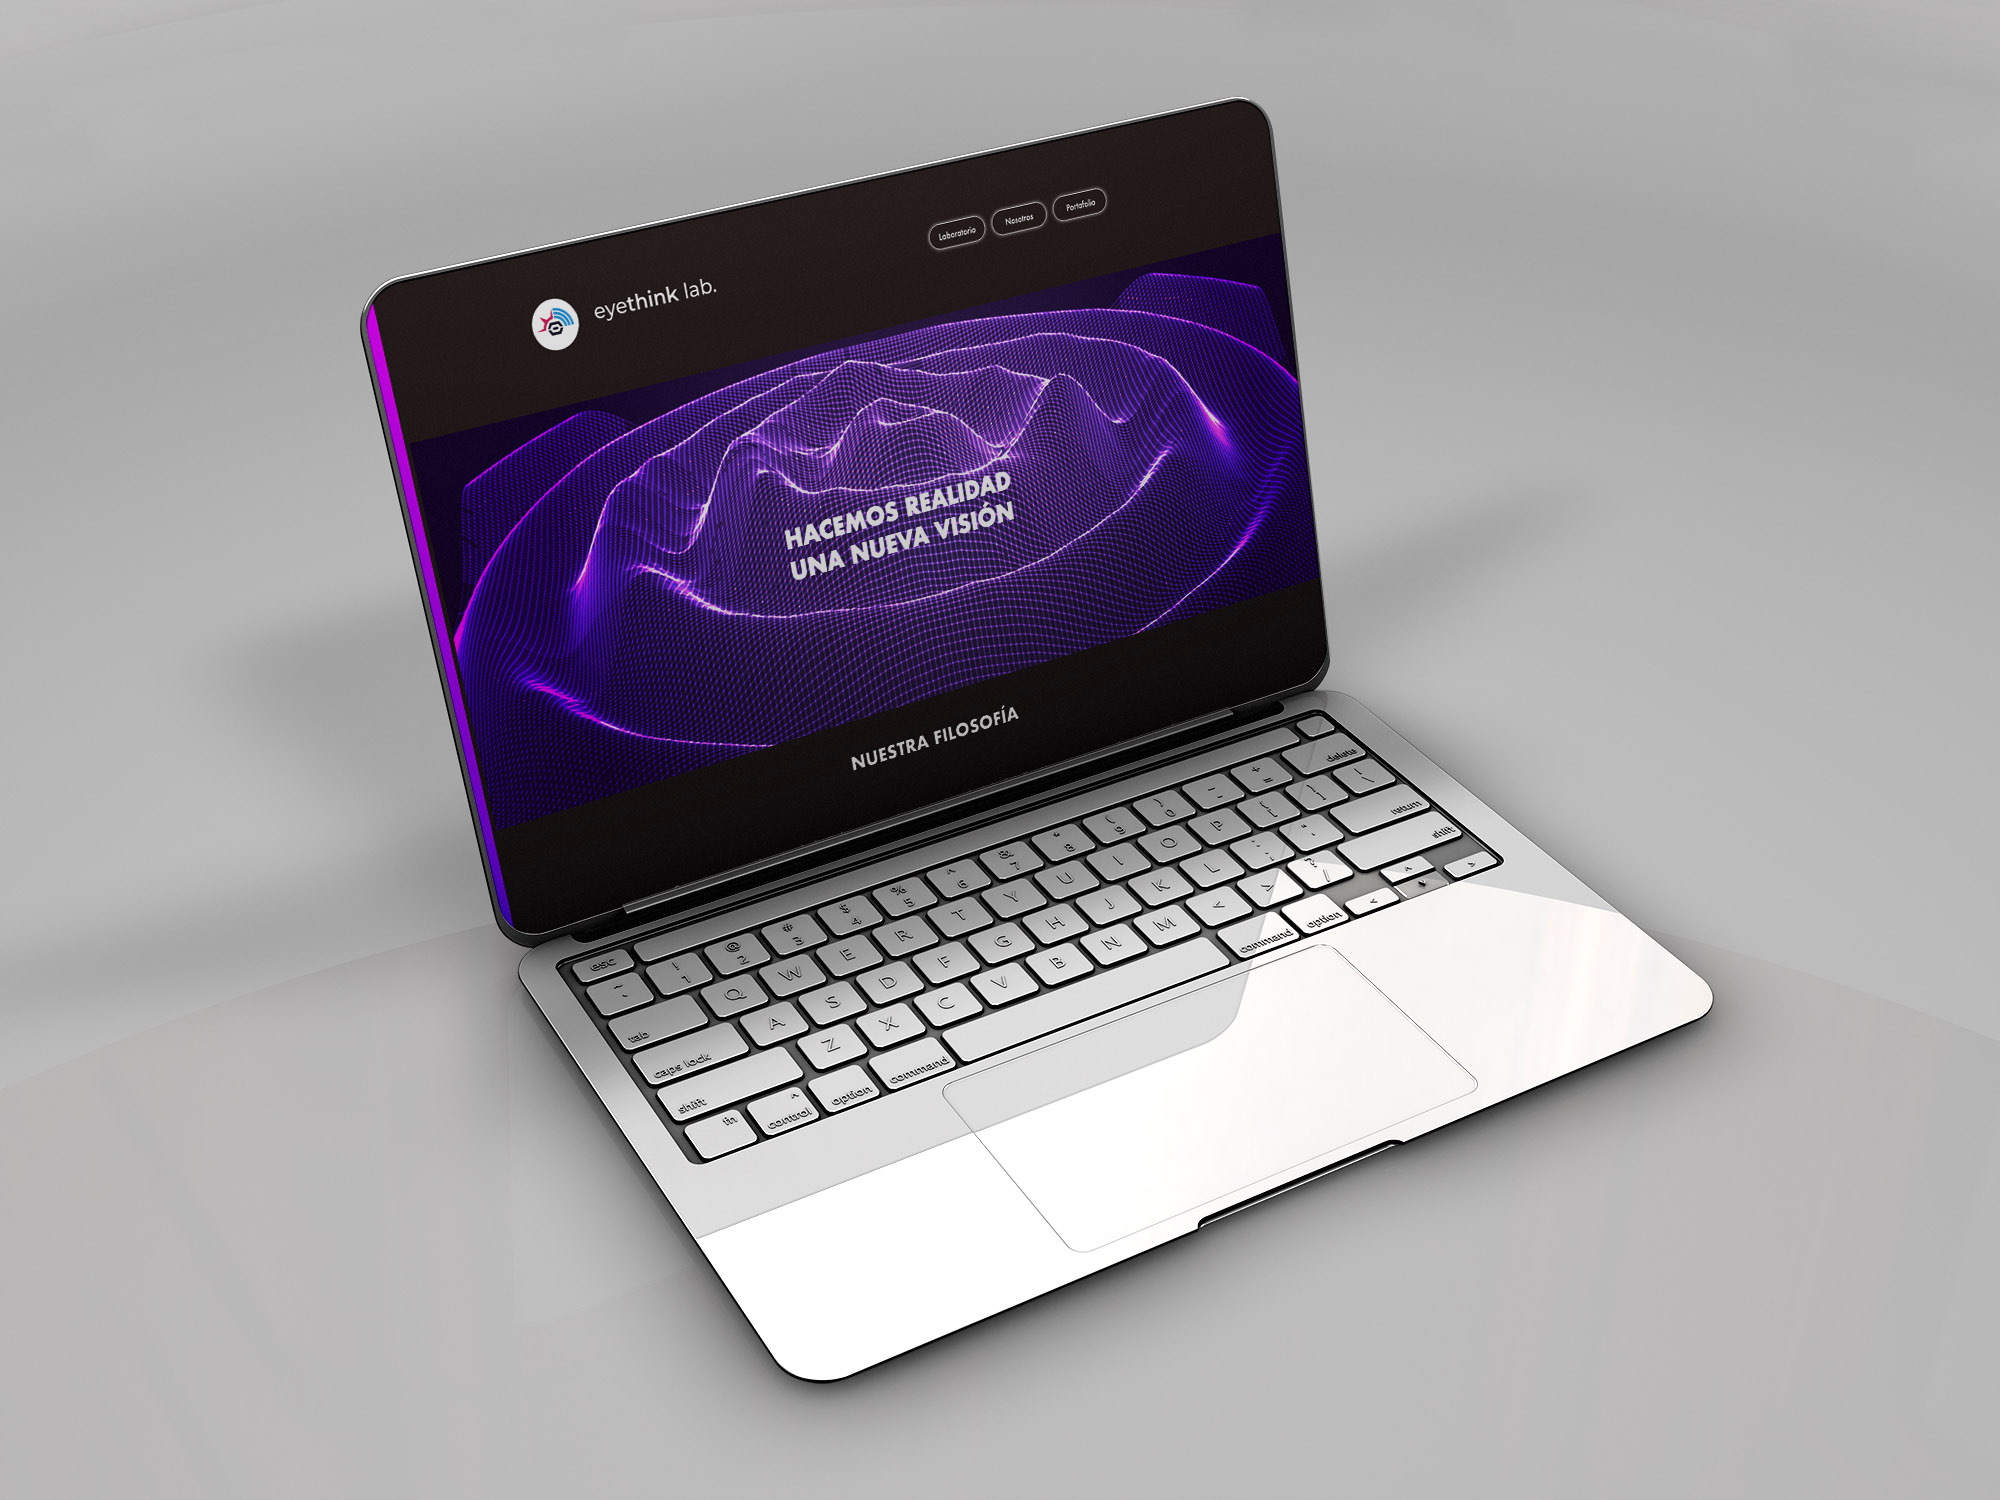 Laboratorio
Nosotros
Portafolio
eyethink lab.
HACEMOS REALIDAD
UNA NUEVA VISIÓN
NUESTRA FILOSOFÍA
esc
! 1 @ 2 # 3 $ 4 % 5 ^ 6 & 7 * 8 ( 9 ) 0 - + = delete
tab Q W E R T Y U I O P [ ] \
caps lock A S D F G H J K L ; return
shift Z X C V B N M < > ? / shift
fn ^ control option command command option < ^ >